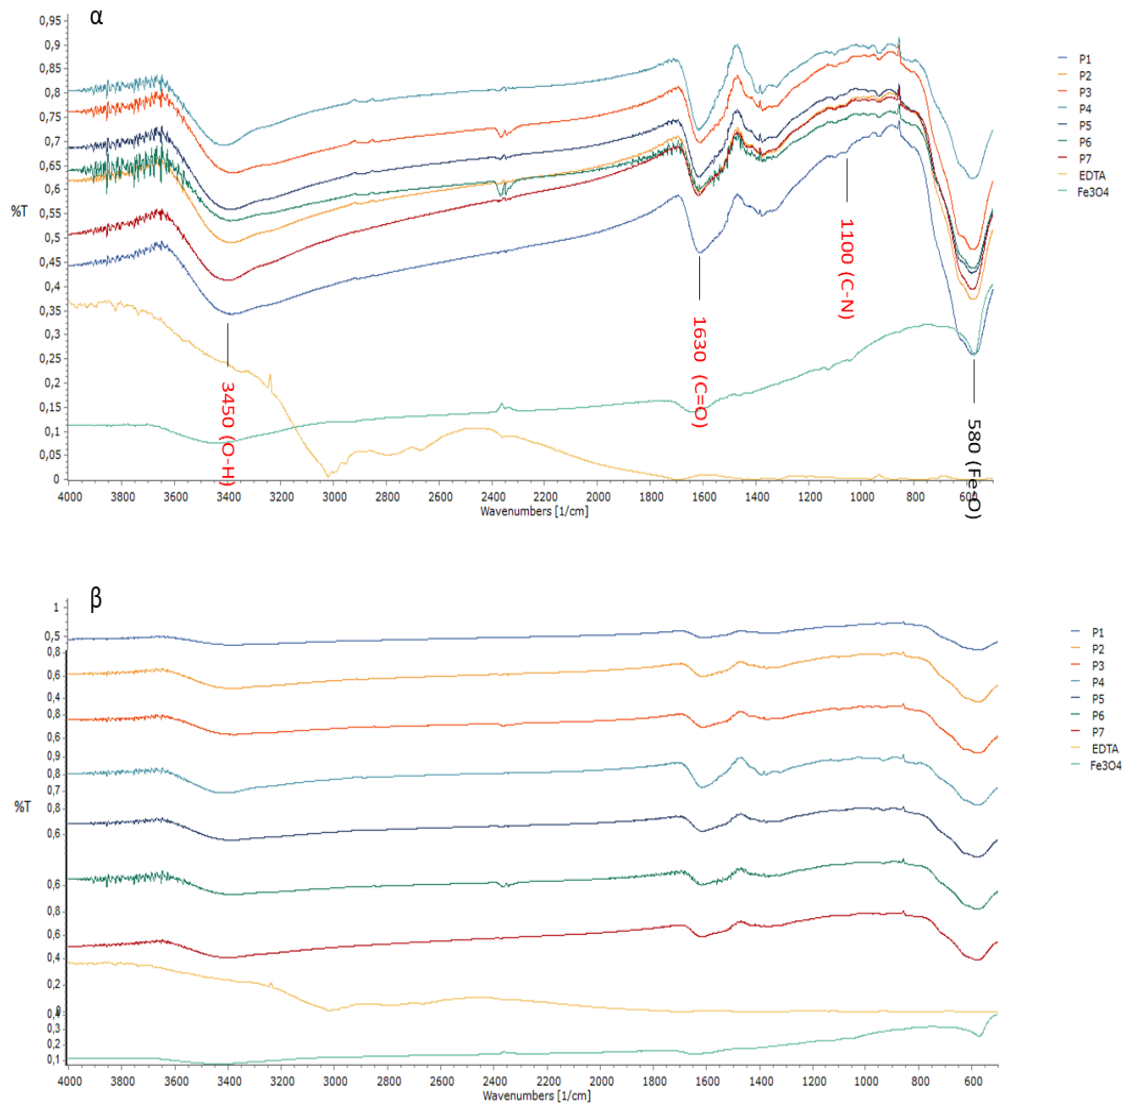 α
0,95
0,9
0,85
0,8
0,75
0,7
0,65
0,6
0,55
0,5
0,45
0,4
0,35
0,3
0,25
0,2
0,15
0,1
0,05
0
%T
4000 3800 3600 3400 3200 3000 2800 2600 2400 2200 2000 1800 1600 1400 1200 1000 800 600
Wavenumbers [1/cm]
3450 (O-H)
1630 (C=O)
1100 (C-N)
580 (Fe-O)
P1
P2
P3
P4
P5
P6
P7
EDTA
Fe3O4
β
1
0,5
0,8
0,6
0,4
0,8
0,6
0,9
0,8
0,7
0,8
0,6
0,6
0,8
0,6
0,4
0,2
0
0,4
0,3
0,2
0,1
%T
4000 3800 3600 3400 3200 3000 2800 2600 2400 2200 2000 1800 1600 1400 1200 1000 800 600
Wavenumbers [1/cm]
P1
P2
P3
P4
P5
P6
P7
EDTA
Fe3O4